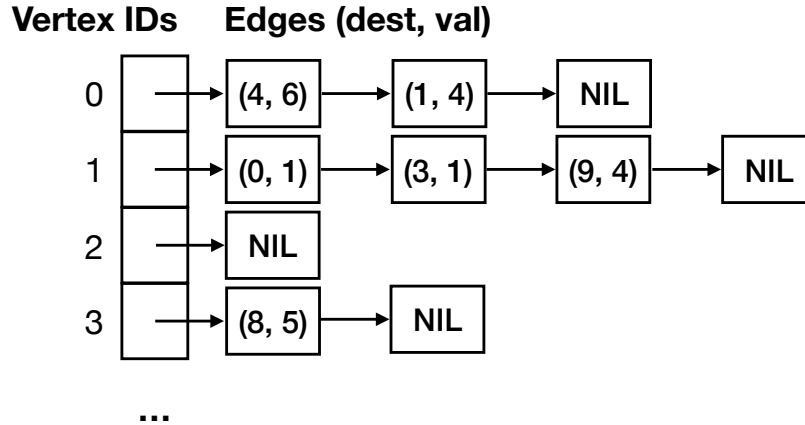 Vertex IDs Edges (dest, val)
0 (4, 6) (1, 4) NIL
1 (0, 1) (3, 1) (9, 4) NIL
2 NIL
3 (8, 5) NIL
...